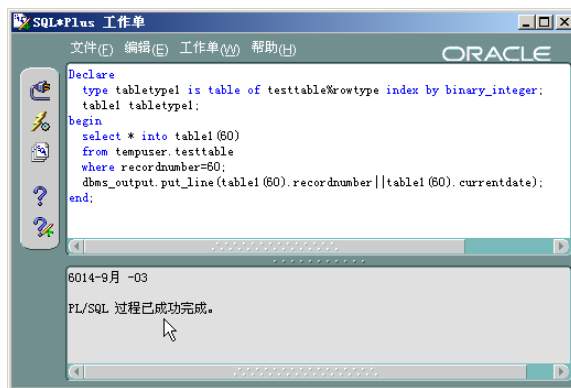 SQL*Plus 工作单
文件(F) 编辑(E) 工作单(W) 帮助(H)
ORACLE
Declare
type tabletype1 is table of testtable%rowtype index by binary_integer;
table1 tabletype1;
begin
select * into table1(60)
from tempuser.testtable
where recordnumber=60;
dbms_output.put_line(table1(60).recordnumber||table1(60).currentdate);
end;
6014-9月 -03
PL/SQL 过程已成功完成。